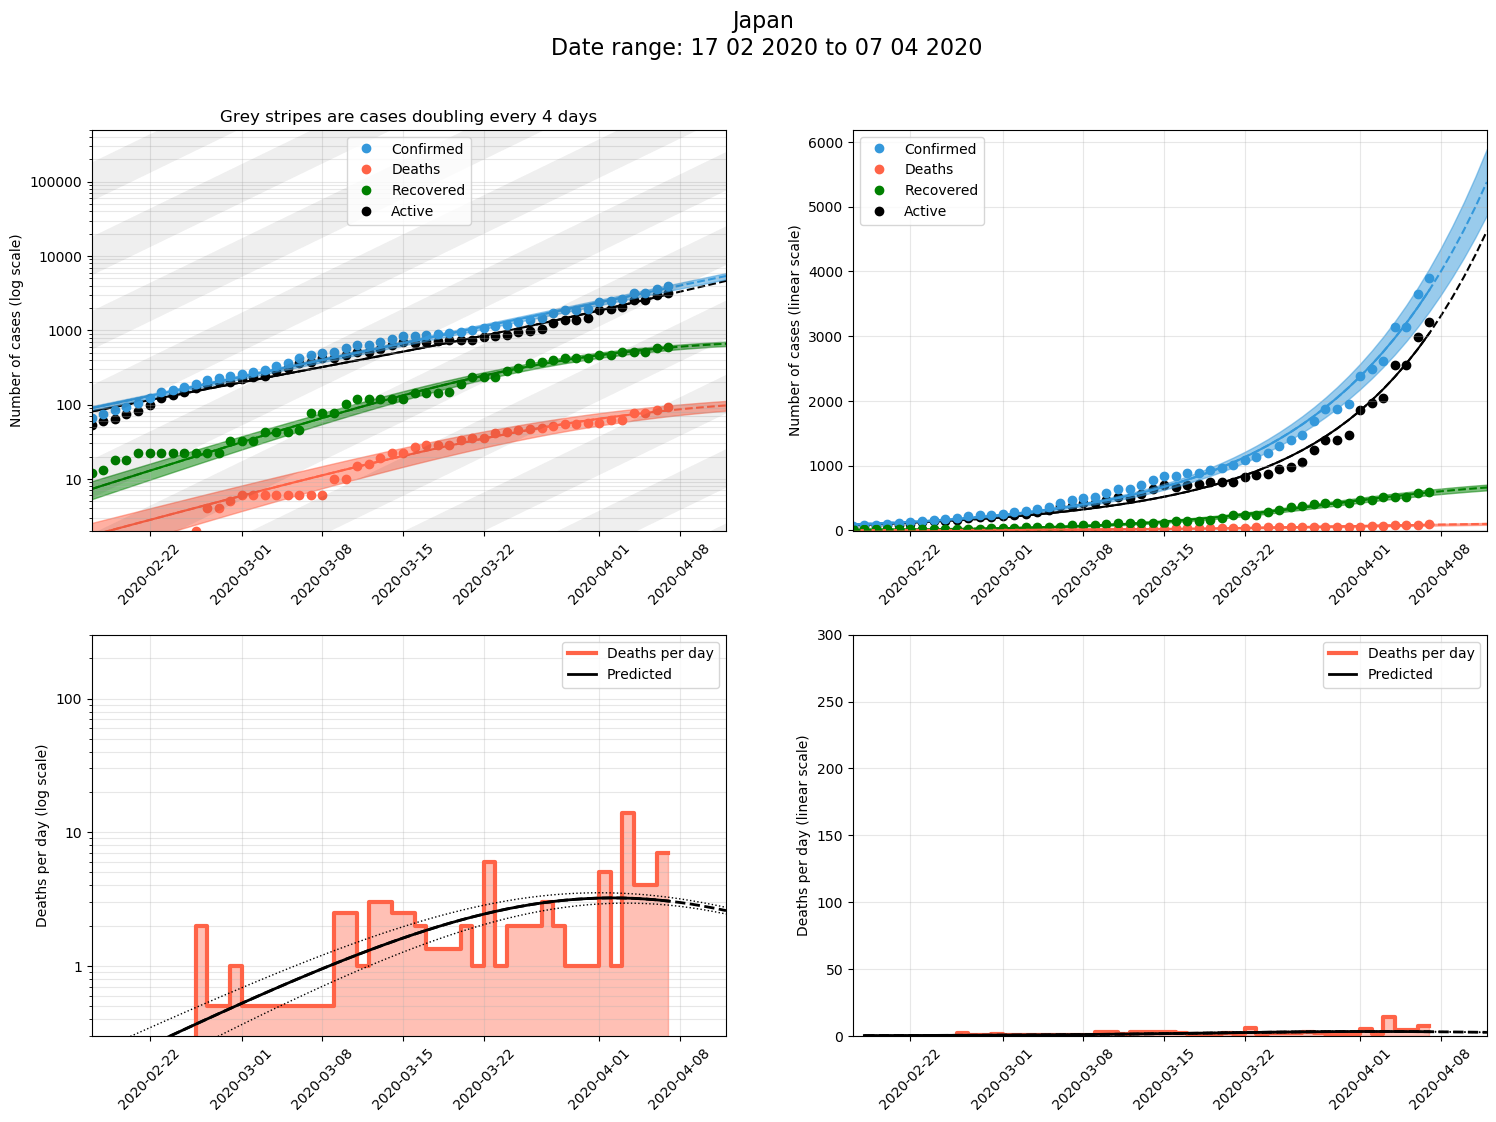 Japan
Date range: 17 02 2020 to 07 04 2020
Grey stripes are cases doubling every 4 days
Number of cases (log scale)
100000
10000
1000
100
10
Confirmed
Deaths
Recovered
Active
2020-02-22
2020-03-01
2020-03-08
2020-03-15
2020-03-22
2020-04-01
2020-04-08
Number of cases (linear scale)
6000
5000
4000
3000
2000
1000
0
Confirmed
Deaths
Recovered
Active
2020-02-22
2020-03-01
2020-03-08
2020-03-15
2020-03-22
2020-04-01
2020-04-08
Deaths per day (log scale)
100
10
1
Deaths per day
Predicted
2020-02-22
2020-03-01
2020-03-08
2020-03-15
2020-03-22
2020-04-01
2020-04-08
Deaths per day (linear scale)
300
250
200
150
100
50
0
Deaths per day
Predicted
2020-02-22
2020-03-01
2020-03-08
2020-03-15
2020-03-22
2020-04-01
2020-04-08